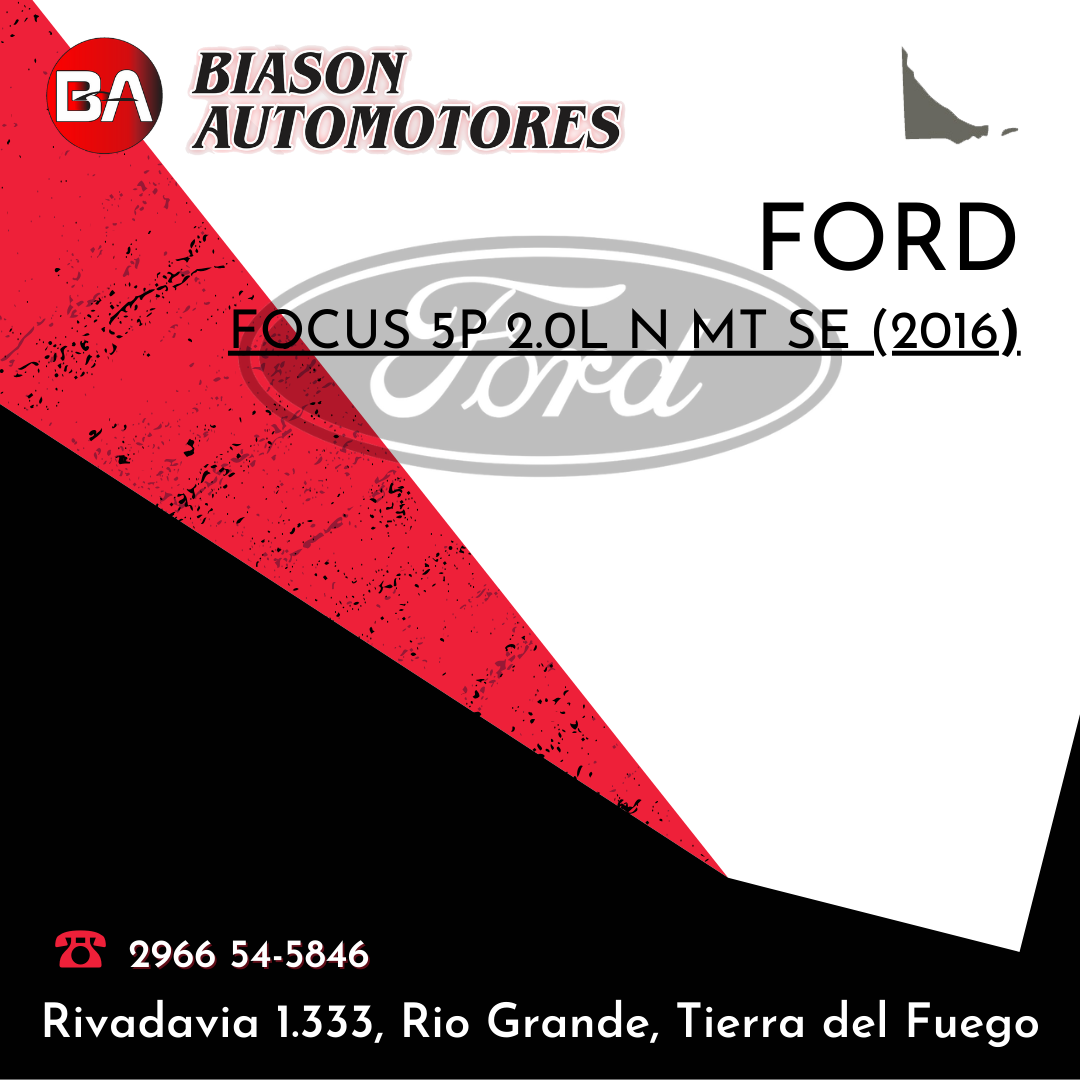 BA
BIASON
AUTOMOTORES
FORD
FOCUS 5P 2.0L N MT SE (2016)
Ford
2966 54-5846
Rivadavia 1.333, Rio Grande, Tierra del Fuego